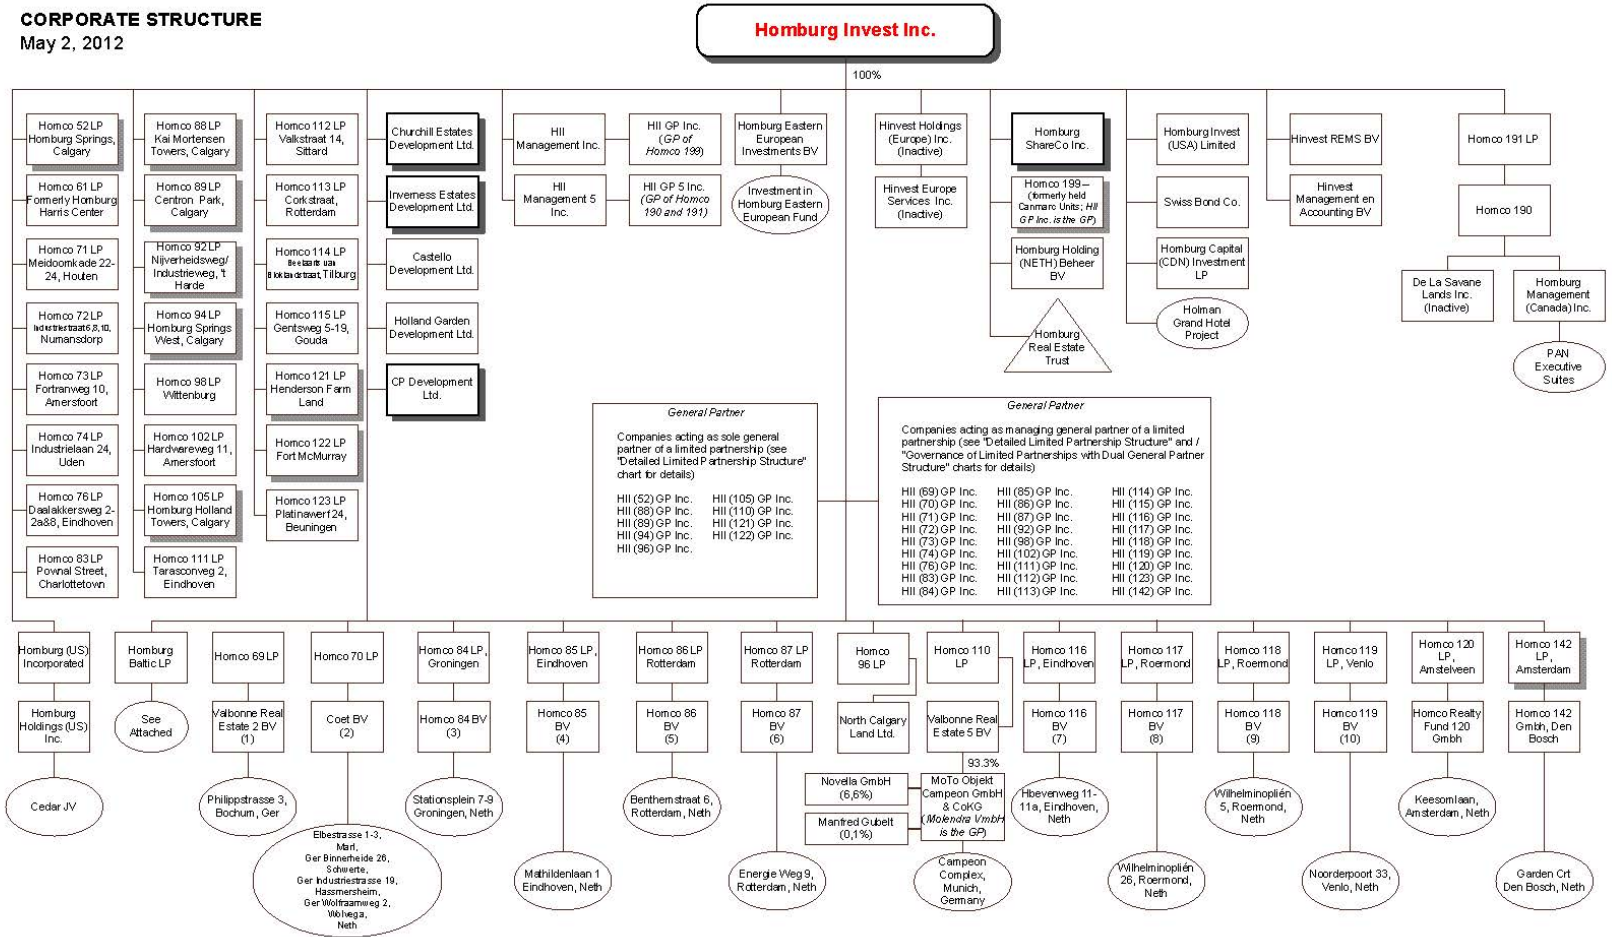 CORPORATE STRUCTURE
May 2, 2012
Homburg Invest Inc.
100%
Homco 52 LP
Homburg Springs,
Calgary
Homco 61 LP
Formerly Homburg
Harris Center
Homco 71 LP
Meidoornkade 22-
24, Houten
Homco 72 LP
Industriestraat 6,8,10,
Numansdorp
Homco 73 LP
Fortranweg 10,
Amersfoort
Homco 74 LP
Industrielaan 24,
Uden
Homco 76 LP
Daalakkersweg 2-
2a&8, Eindhoven
Homco 83 LP
Pownal Street,
Charlottetown
Homco 88 LP
Kai Mortensen
Towers, Calgary
Homco 89 LP
Centron Park,
Calgary
Homco 92 LP
Nijverheidsweg/
Industrieweg, 't
Harde
Homco 94 LP
Homburg Springs
West, Calgary
Homco 98 LP
Wittenburg
Homco 102 LP
Hardwareweg 11,
Amersfoort
Homco 105 LP
Homburg Holland
Towers, Calgary
Homco 111 LP
Tarasconweg 2,
Eindhoven
Homco 112 LP
Valkstraat 14,
Sittard
Homco 113 LP
Corkstraat,
Rotterdam
Homco 114 LP
Beelaerts van
Bloklandstraat, Tilburg
Homco 115 LP
Gentsweg 5-19,
Gouda
Homco 121 LP
Henderson Farm
Land
Homco 122 LP
Fort McMurray
Homco 123 LP
Platinawerf 24,
Beuningen
Churchill Estates
Development Ltd.
Inverness Estates
Development Ltd.
Castello
Development Ltd.
Holland Garden
Development Ltd.
CP Development
Ltd.
HII
Management Inc.
HII
Management 5
Inc.
HII GP Inc.
(GP of
Homco 199)
HII GP 5 Inc.
(GP of Homco
190 and 191)
Homburg Eastern
European
Investments BV
Investment in
Homburg Eastern
European Fund
Hinvest Holdings
(Europe) Inc.
(Inactive)
Hinvest Europe
Services Inc.
(Inactive)
Homburg
ShareCo Inc.
Homco 199 –
(formerly held
Canmarc Units; HII
GP Inc. is the GP)
Homburg Holding
(NETH) Beheer
BV
Homburg
Real Estate
Trust
Homburg Invest
(USA) Limited
Swiss Bond Co.
Homburg Capital
(CDN) Investment
LP
Holman
Grand Hotel
Project
Hinvest REMS BV
Hinvest
Management en
Accounting BV
Homco 191 LP
Homco 190
De La Savane
Lands Inc.
(Inactive)
Homburg
Management
(Canada) Inc.
PAN
Executive
Suites
General Partner
Companies acting as sole general
partner of a limited partnership (see
"Detailed Limited Partnership Structure"
chart for details)
HII (52) GP Inc. HII (105) GP Inc.
HII (88) GP Inc. HII (110) GP Inc.
HII (89) GP Inc. HII (121) GP Inc.
HII (94) GP Inc. HII (122) GP Inc.
HII (96) GP Inc.
General Partner
Companies acting as managing general partner of a limited
partnership (see "Detailed Limited Partnership Structure" and /
"Governance of Limited Partnerships with Dual General Partner
Structure" charts for details)
HII (69) GP Inc. HII (85) GP Inc. HII (114) GP Inc.
HII (70) GP Inc. HII (86) GP Inc. HII (115) GP Inc.
HII (71) GP Inc. HII (87) GP Inc. HII (116) GP Inc.
HII (72) GP Inc. HII (92) GP Inc. HII (117) GP Inc.
HII (73) GP Inc. HII (98) GP Inc. HII (118) GP Inc.
HII (74) GP Inc. HII (102) GP Inc. HII (119) GP Inc.
HII (76) GP Inc. HII (111) GP Inc. HII (120) GP Inc.
HII (83) GP Inc. HII (112) GP Inc. HII (123) GP Inc.
HII (84) GP Inc. HII (113) GP Inc. HII (142) GP Inc.
Homburg (US)
Incorporated
Homburg
Holdings (US)
Inc.
Cedar JV
Homburg
Baltic LP
See
Attached
Homco 69 LP
Valbonne Real
Estate 2 BV
(1)
Philippstrasse 3,
Bochum, Ger
Homco 70 LP
Coet BV
(2)
Elbestrasse 1-3,
Marl,
Ger Binnerheide 26,
Schwerte,
Ger Industriestrasse 19,
Hassmersheim,
Ger Wolfraamweg 2,
Wolvega,
Neth
Homco 84 LP,
Groningen
Homco 84 BV
(3)
Stationsplein 7-9
Groningen, Neth
Homco 85 LP,
Eindhoven
Homco 85
BV
(4)
Mathildenlaan 1
Eindhoven, Neth
Homco 86 LP
Rotterdam
Homco 86
BV
(5)
Benthemstraat 6,
Rotterdam, Neth
Homco 87 LP
Rotterdam
Homco 87
BV
(6)
Energie Weg 9,
Rotterdam, Neth
Homco
96 LP
North Calgary
Land Ltd.
Homco 110
LP
Valbonne Real
Estate 5 BV
93.3%
Novella GmbH
(6,6%)
Manfred Gubelt
(0,1%)
MoTo Objekt
Campeon GmbH
& CoKG
(Molendra VmbH
is the GP)
Campeon
Complex,
Munich,
Germany
Homco 116
LP, Eindhoven
Homco 116
BV
(7)
Hbevenweg 11-
11a, Eindhoven,
Neth
Homco 117
LP, Roermond
Homco 117
BV
(8)
Wilhelminoplién
26, Roermond,
Neth
Homco 118
LP, Roermond
Homco 118
BV
(9)
Wilhelminoplién
5, Roermond,
Neth
Homco 119
LP, Venlo
Homco 119
BV
(10)
Noorderpoort 33,
Venlo, Neth
Homco 120
LP,
Amstelveen
Homco Realty
Fund 120
Gmbh
Keesomlaan,
Amsterdam, Neth
Homco 142
LP,
Amsterdam
Homco 142
Gmbh, Den
Bosch
Garden Crt
Den Bosch, Neth